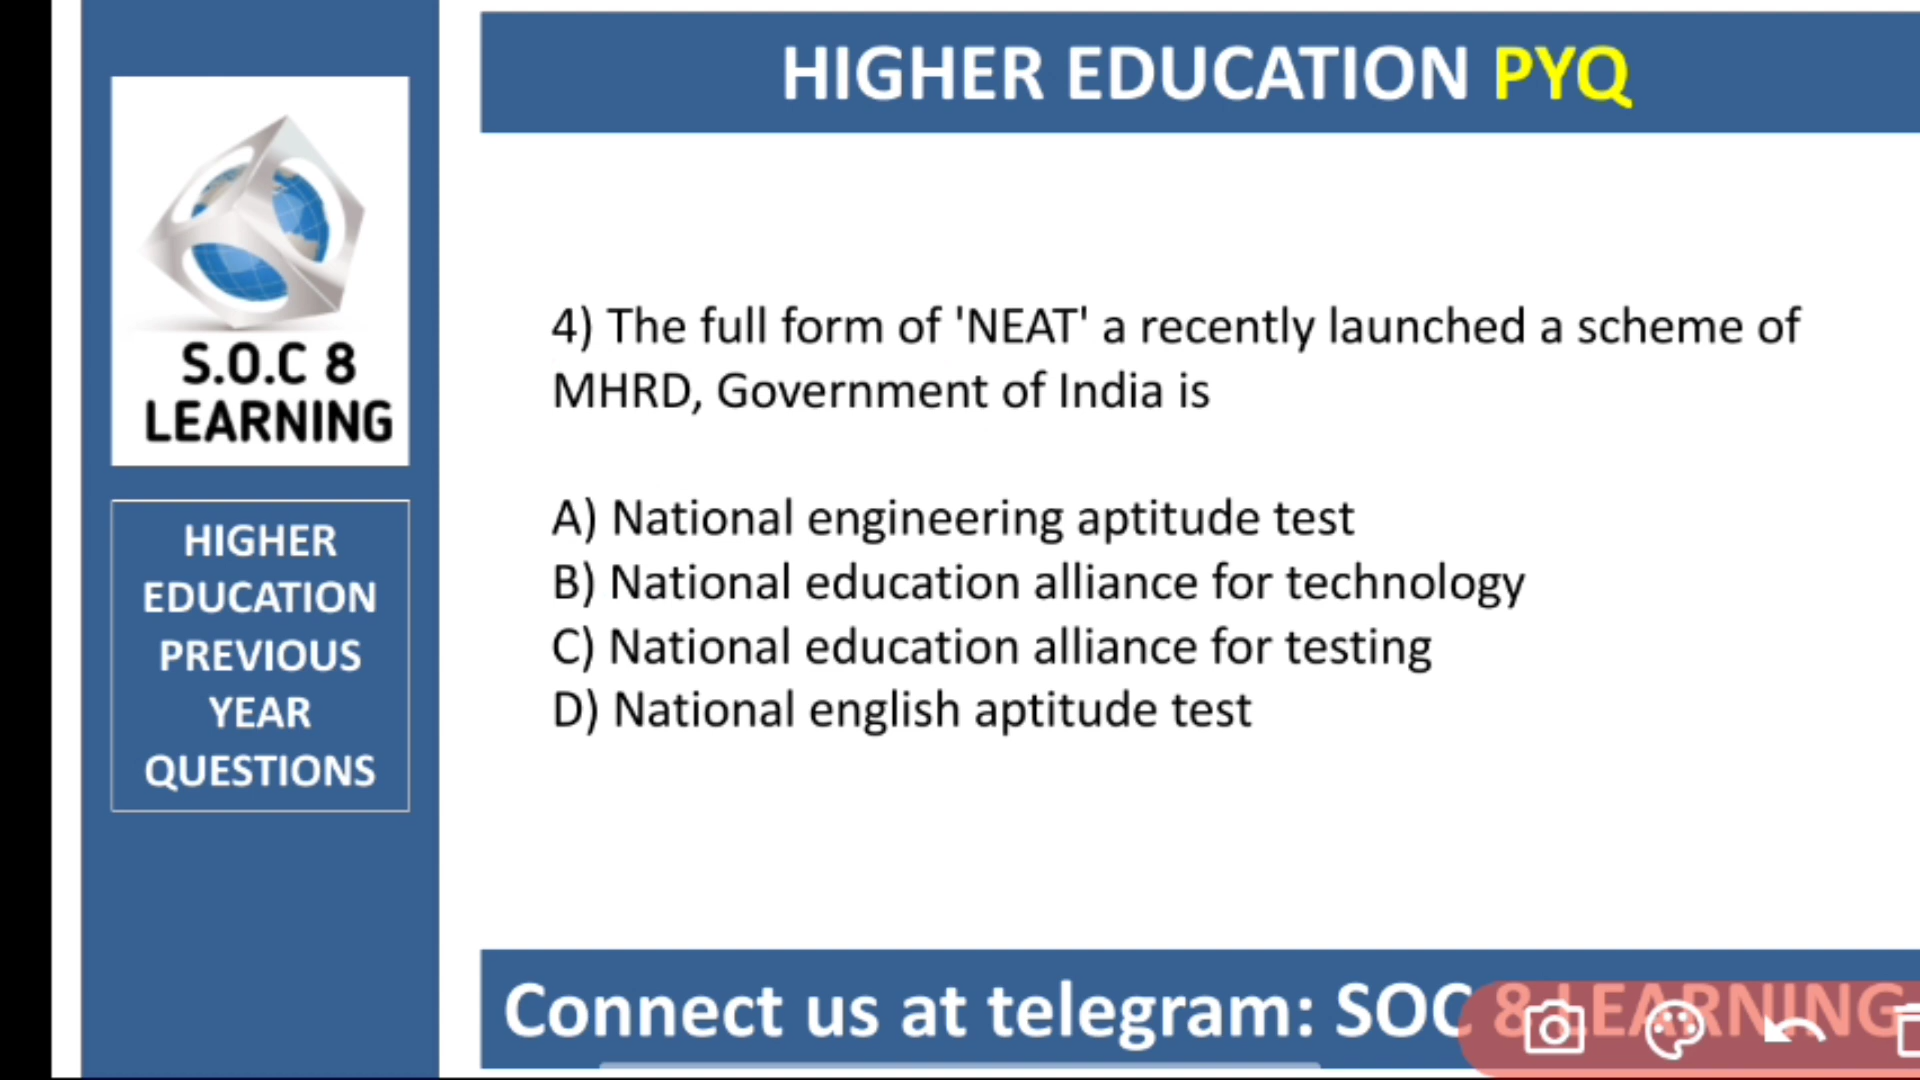 HIGHER EDUCATION PYQ
S.O.C 8
LEARNING
HIGHER
EDUCATION
PREVIOUS
YEAR
QUESTIONS
4) The full form of 'NEAT' a recently launched a scheme of
MHRD, Government of India is
A) National engineering aptitude test
B) National education alliance for technology
C) National education alliance for testing
D) National english aptitude test
Connect us at telegram: SOC 8 LEARNING